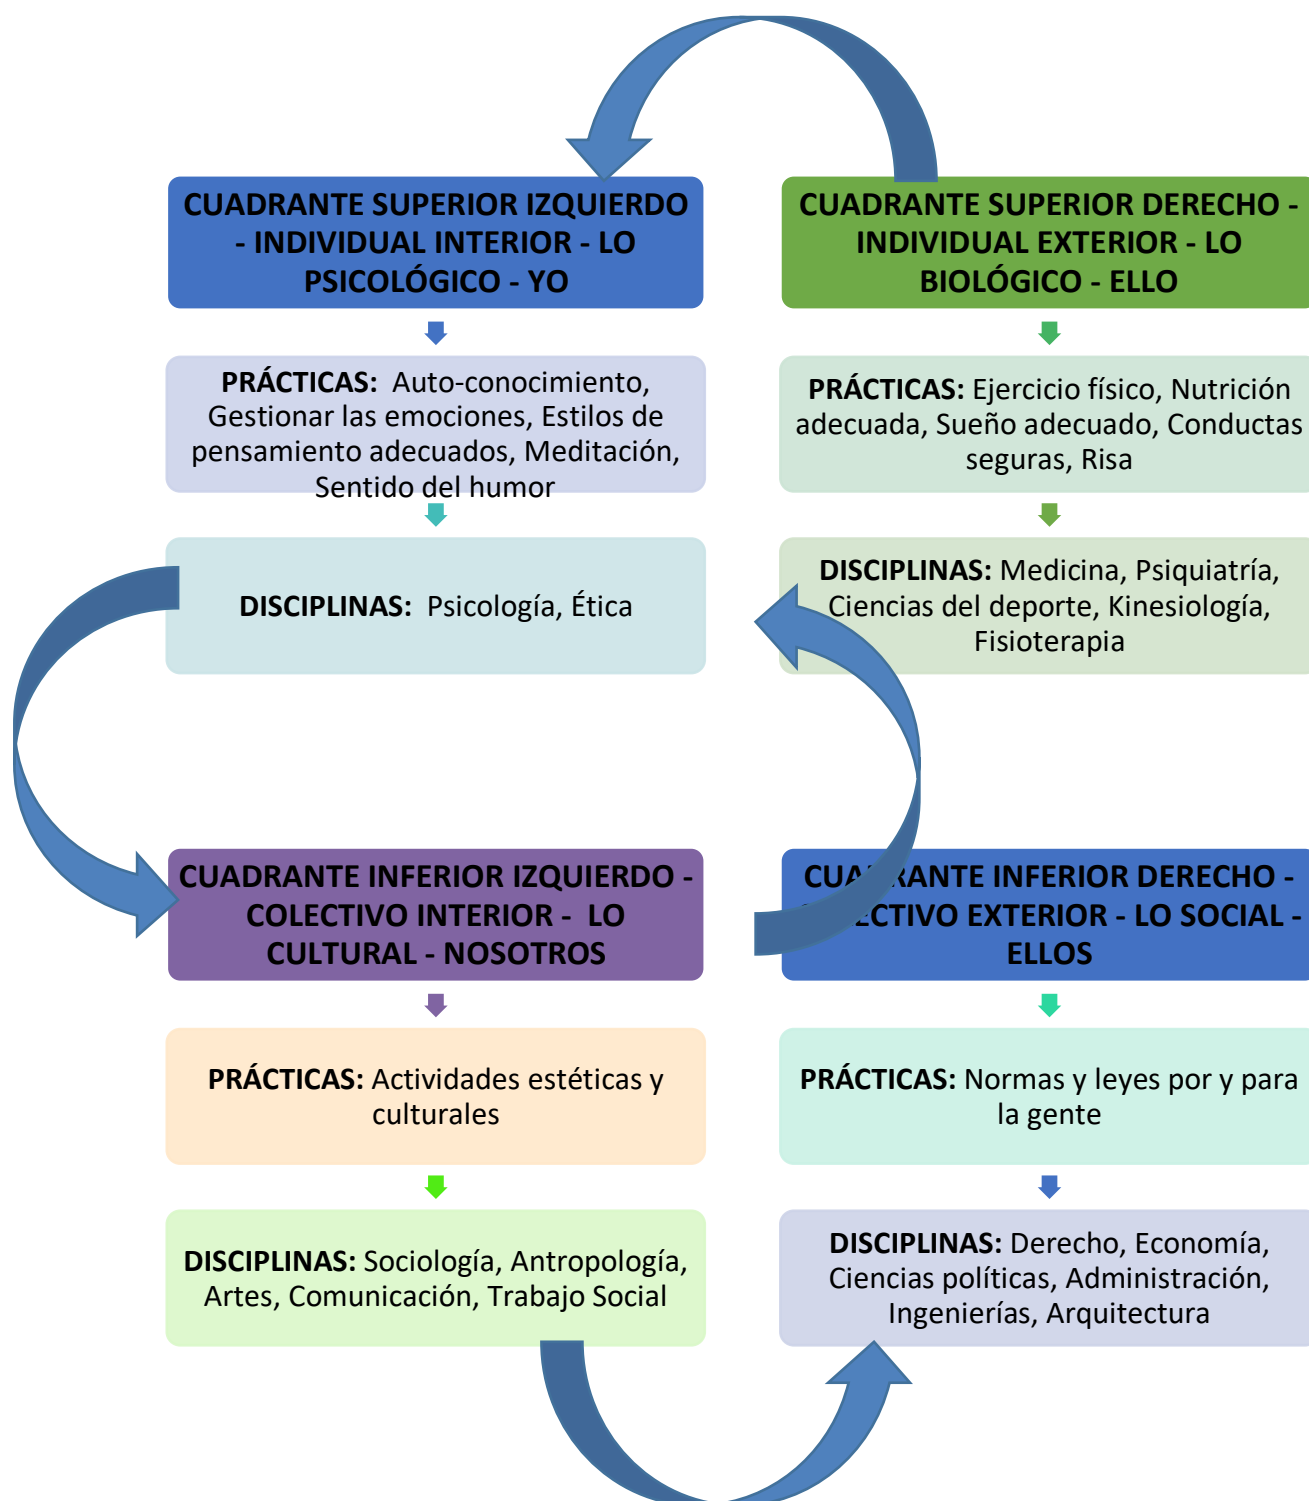 CUADRANTE SUPERIOR IZQUIERDO
- INDIVIDUAL INTERIOR - LO
PSICOLÓGICO - YO
PRÁCTICAS: Auto-conocimiento,
Gestionar las emociones, Estilos de
pensamiento adecuados, Meditación,
Sentido del humor
DISCIPLINAS: Psicología, Ética
CUADRANTE SUPERIOR DERECHO -
INDIVIDUAL EXTERIOR - LO
BIOLÓGICO - ELLO
PRÁCTICAS: Ejercicio físico, Nutrición
adecuada, Sueño adecuado, Conductas
seguras, Risa
DISCIPLINAS: Medicina, Psiquiatría,
Ciencias del deporte, Kinesiología,
Fisioterapia
CUADRANTE INFERIOR IZQUIERDO -
COLECTIVO INTERIOR - LO
CULTURAL - NOSOTROS
PRÁCTICAS: Actividades estéticas y
culturales
DISCIPLINAS: Sociología, Antropología,
Artes, Comunicación, Trabajo Social
CUADRANTE INFERIOR DERECHO -
EXTERIOR - LO SOCIAL -
ELLOS
PRÁCTICAS: Normas y leyes por y para
la gente
DISCIPLINAS: Derecho, Economía,
Ciencias políticas, Administración,
Ingenierías, Arquitectura